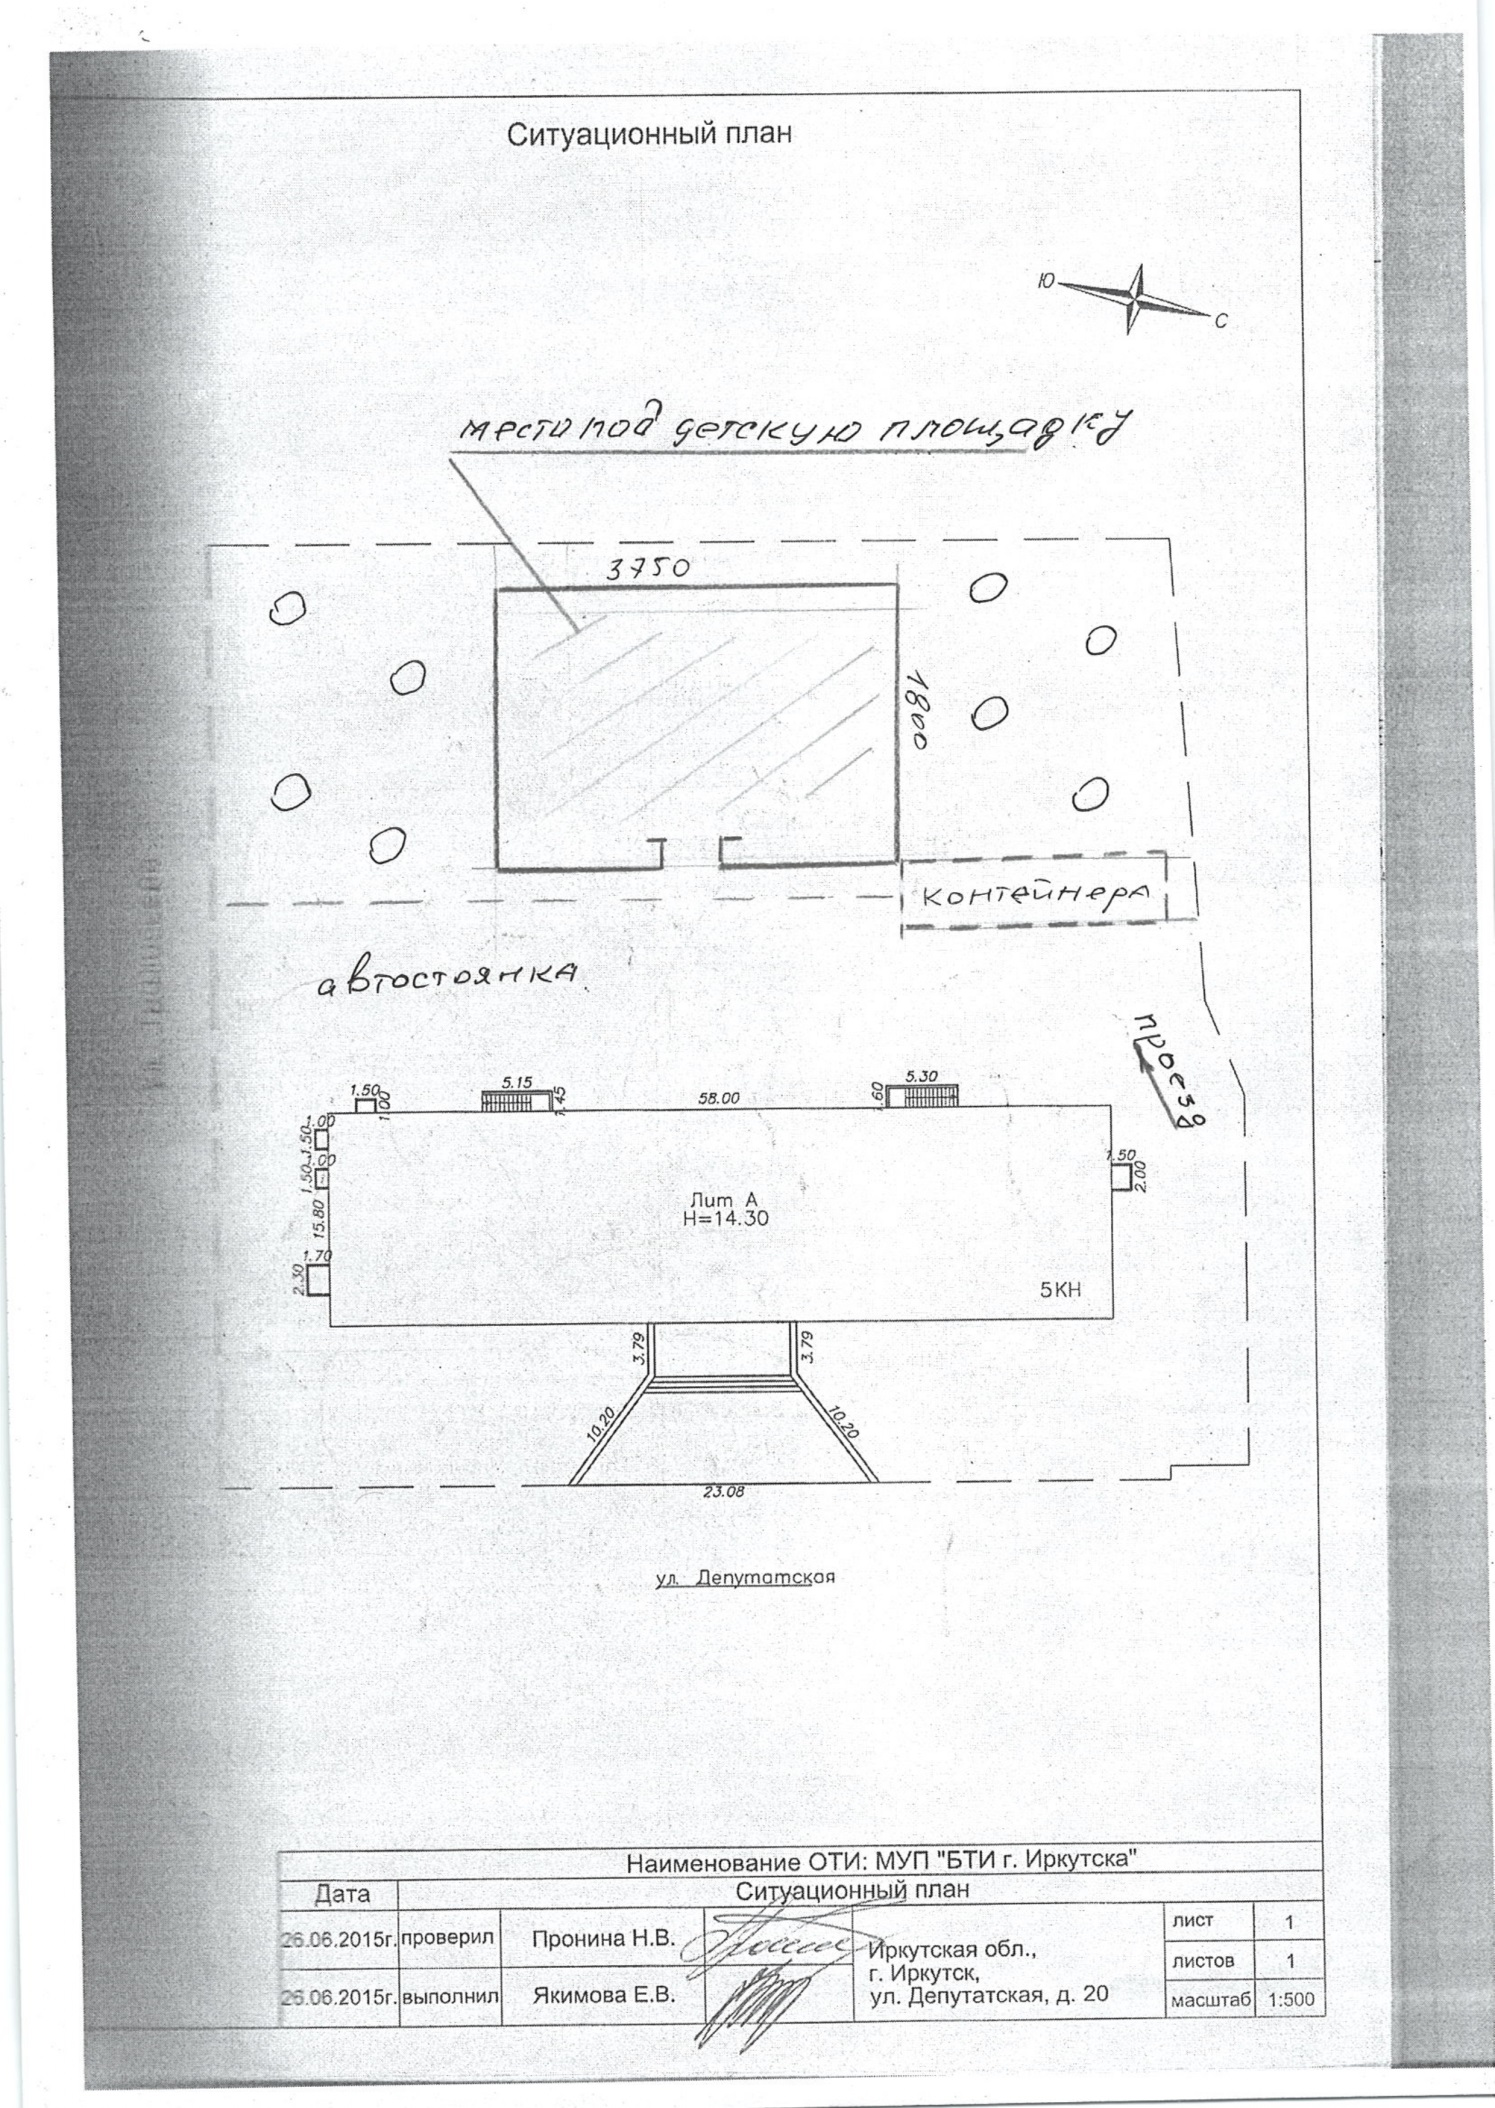 Ситуационный план
Ю
С
место под детскую площадку
3750
1800
контейнера
автостоянка
проезд
1.50
1.00
5.15
1.45
58.00
1.60
5.30
1.00
1.50
1.00
1.50
15.80
1.70
2.30
1.50
2.00
Лит А
Н=14.30
5КН
3.79
3.79
10.20
10.20
23.08
ул. Депутатская
Наименование ОТИ: МУП "БТИ г. Иркутска"
Дата
Ситуационный план
26.06.2015г.
проверил
Пронина Н.В.
26.06.2015г.
выполнил
Якимова Е.В.
Иркутская обл.,
г. Иркутск,
ул. Депутатская, д. 20
лист 1
листов 1
масштаб 1:500